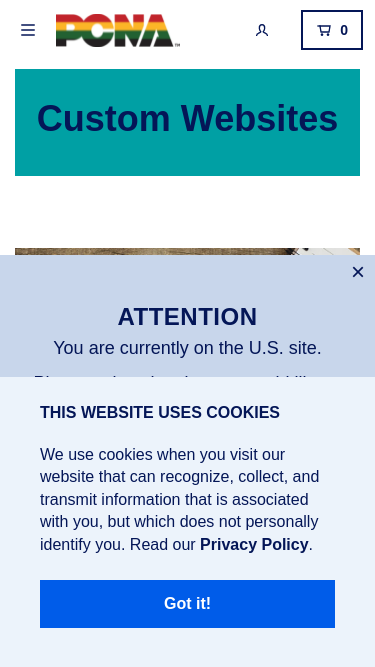 PONA
0
Custom Websites
ATTENTION
You are currently on the U.S. site.
THIS WEBSITE USES COOKIES
We use cookies when you visit our
website that can recognize, collect, and
transmit information that is associated
with you, but which does not personally
identify you. Read our Privacy Policy.
Got it!